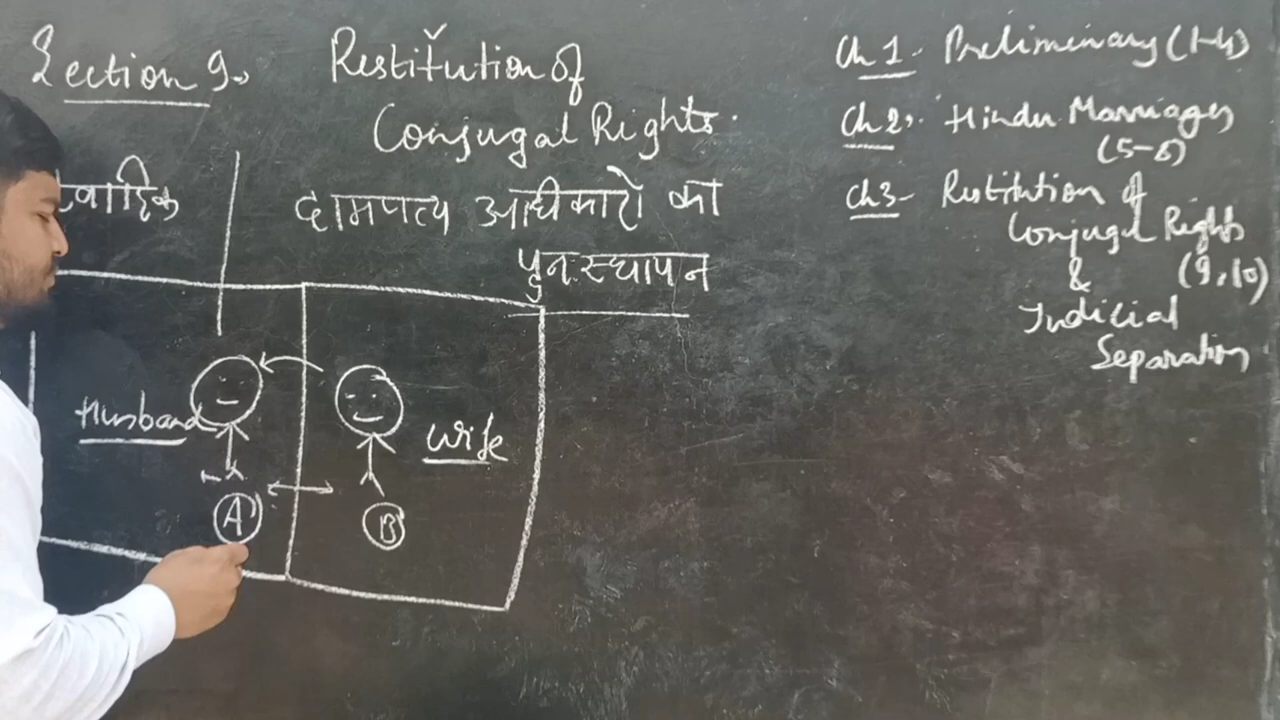 Section 9.
Restitution of
Conjugal Rights.
दामपत्य अधिकारो का
पुनःस्थापन
Husband
Wife
A
B
Ch 1- Preliminary (1-4)
Ch 2. Hindu Marriages
(5-8)
Ch 3- Restitution of
Conjugal Rights
& (9,10)
Judicial
Separation